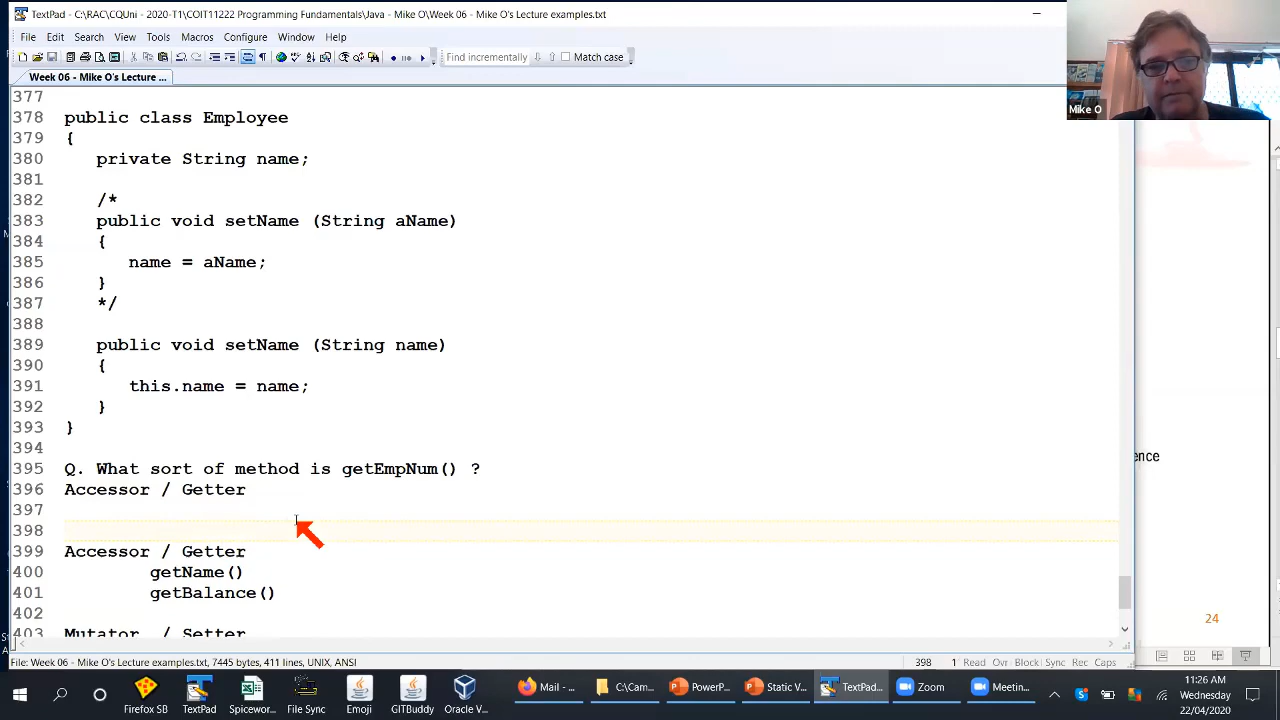 TextPad - C:\RAC\CQUni - 2020-T1\COIT11222 Programming Fundamentals\Java - Mike O\Week 06 - Mike O's Lecture examples.txt
File Edit Search View Tools Macros Configure Window Help
Find incrementally Match case
Week 06 - Mike O's Lecture ...
Mike O
377
378 public class Employee
379 {
380 private String name;
381
382 /*
383 public void setName (String aName)
384 {
385 name = aName;
386 }
387 */
388
389 public void setName (String name)
390 {
391 this.name = name;
392 }
393 }
394
395 Q. What sort of method is getEmpNum() ?
396 Accessor / Getter
397
398
399 Accessor / Getter
400 getName()
401 getBalance()
402
403 Mutator / Setter
ence
24
File: Week 06 - Mike O's Lecture examples.txt, 7445 bytes, 411 lines, UNIX, ANSI 398 1 Read Ovr Block Sync Rec Caps
Mail - ... C:\Cam... PowerP... Static V... TextPad... Zoom Meetin...
Firefox SB TextPad Spicewor... File Sync Emoji GITBuddy Oracle V...
11:26 AM
Wednesday
22/04/2020